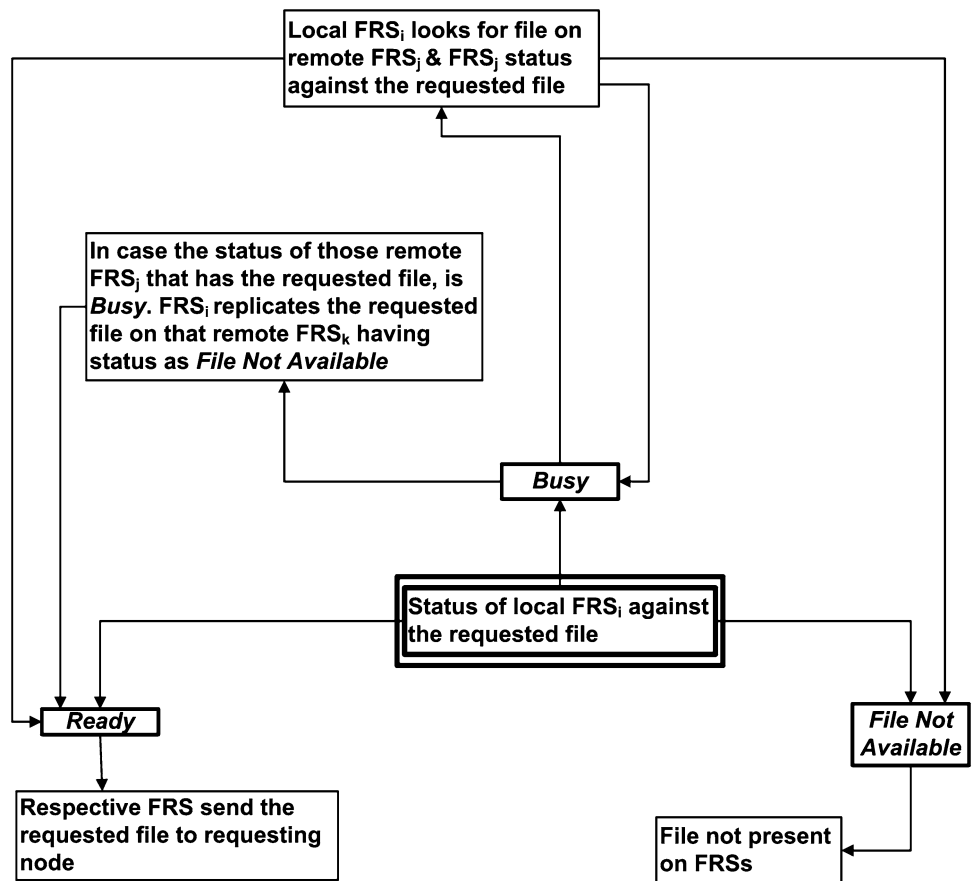 Local FRSi looks for file on
remote FRSj & FRSj status
against the requested file
In case the status of those remote
FRSj that has the requested file, is
Busy. FRSi replicates the requested
file on that remote FRSk having
status as File Not Available
Busy
Status of local FRSi against
the requested file
Ready
File Not
Available
Respective FRS send the
requested file to requesting
node
File not present
on FRSs